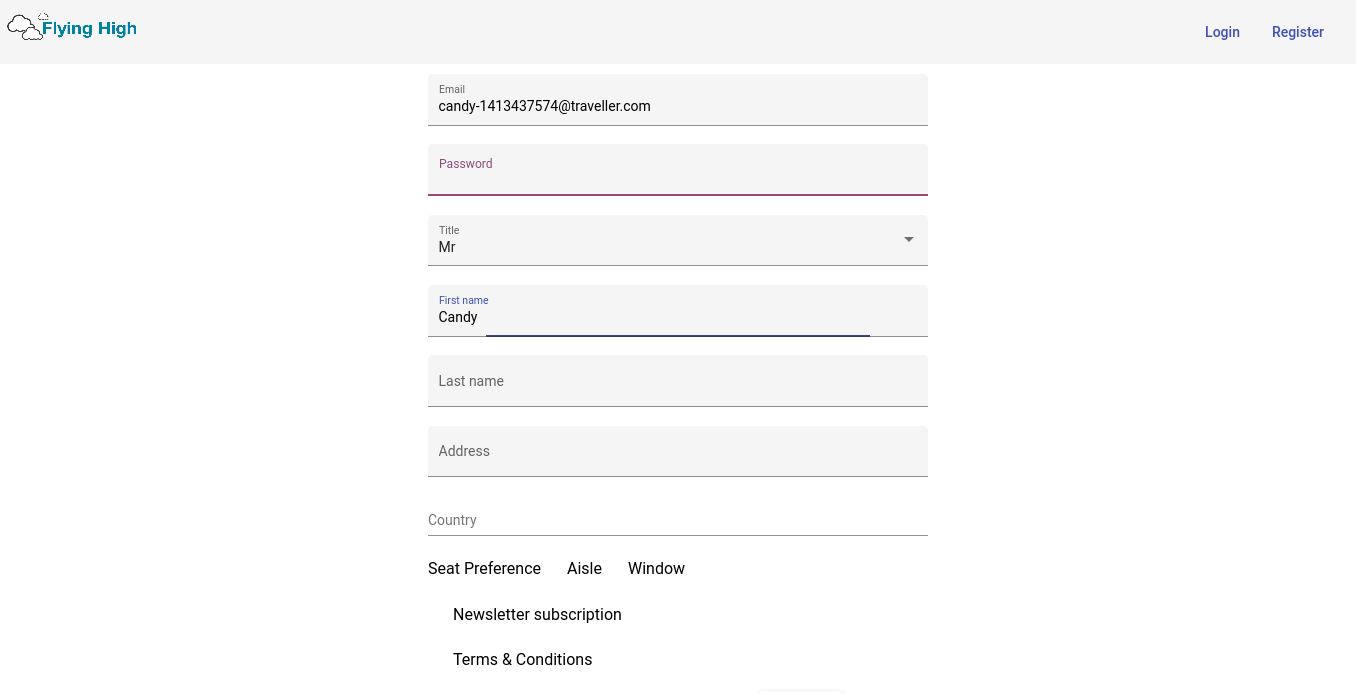 Flying High
Login Register
Email
candy-1413437574@traveller.com
Password
Title
Mr
First name
Candy
Last name
Address
Country
Seat Preference Aisle Window
Newsletter subscription
Terms & Conditions